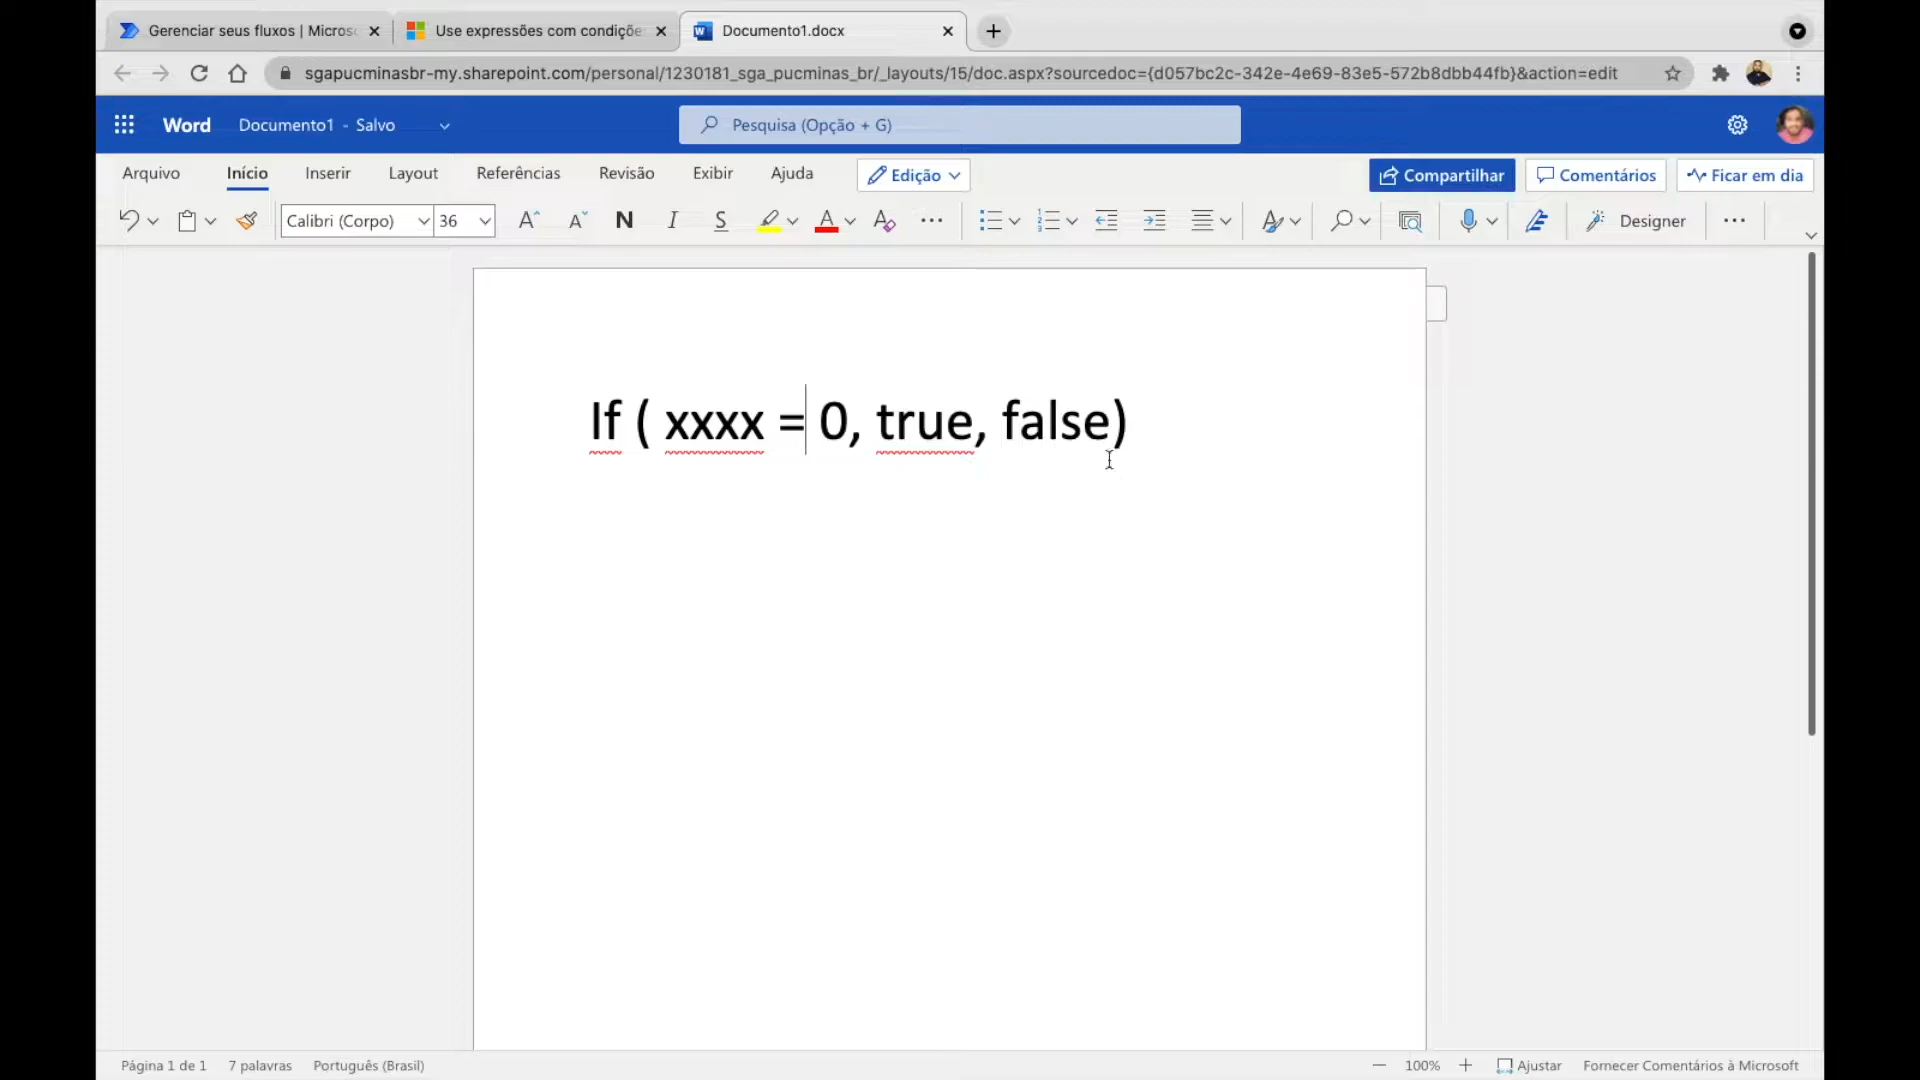 Gerenciar seus fluxos | Micros
Use expressões com condiçõe
Documento1.docx
sgapucminasbr-my.sharepoint.com/personal/1230181_sga_pucminas_br/_layouts/15/doc.aspx?sourcedoc={d057bc2c-342e-4e69-83e5-572b8dbb44fb}&action=edit
Word Documento1 - Salvo Pesquisa (Opção + G)
Arquivo Início Inserir Layout Referências Revisão Exibir Ajuda Edição Compartilhar Comentários Ficar em dia
Calibri (Corpo) 36 A A N I S A A Designer
If ( xxxx = 0, true, false)
Página 1 de 1 7 palavras Português (Brasil) 100% Ajustar Fornecer Comentários à Microsoft